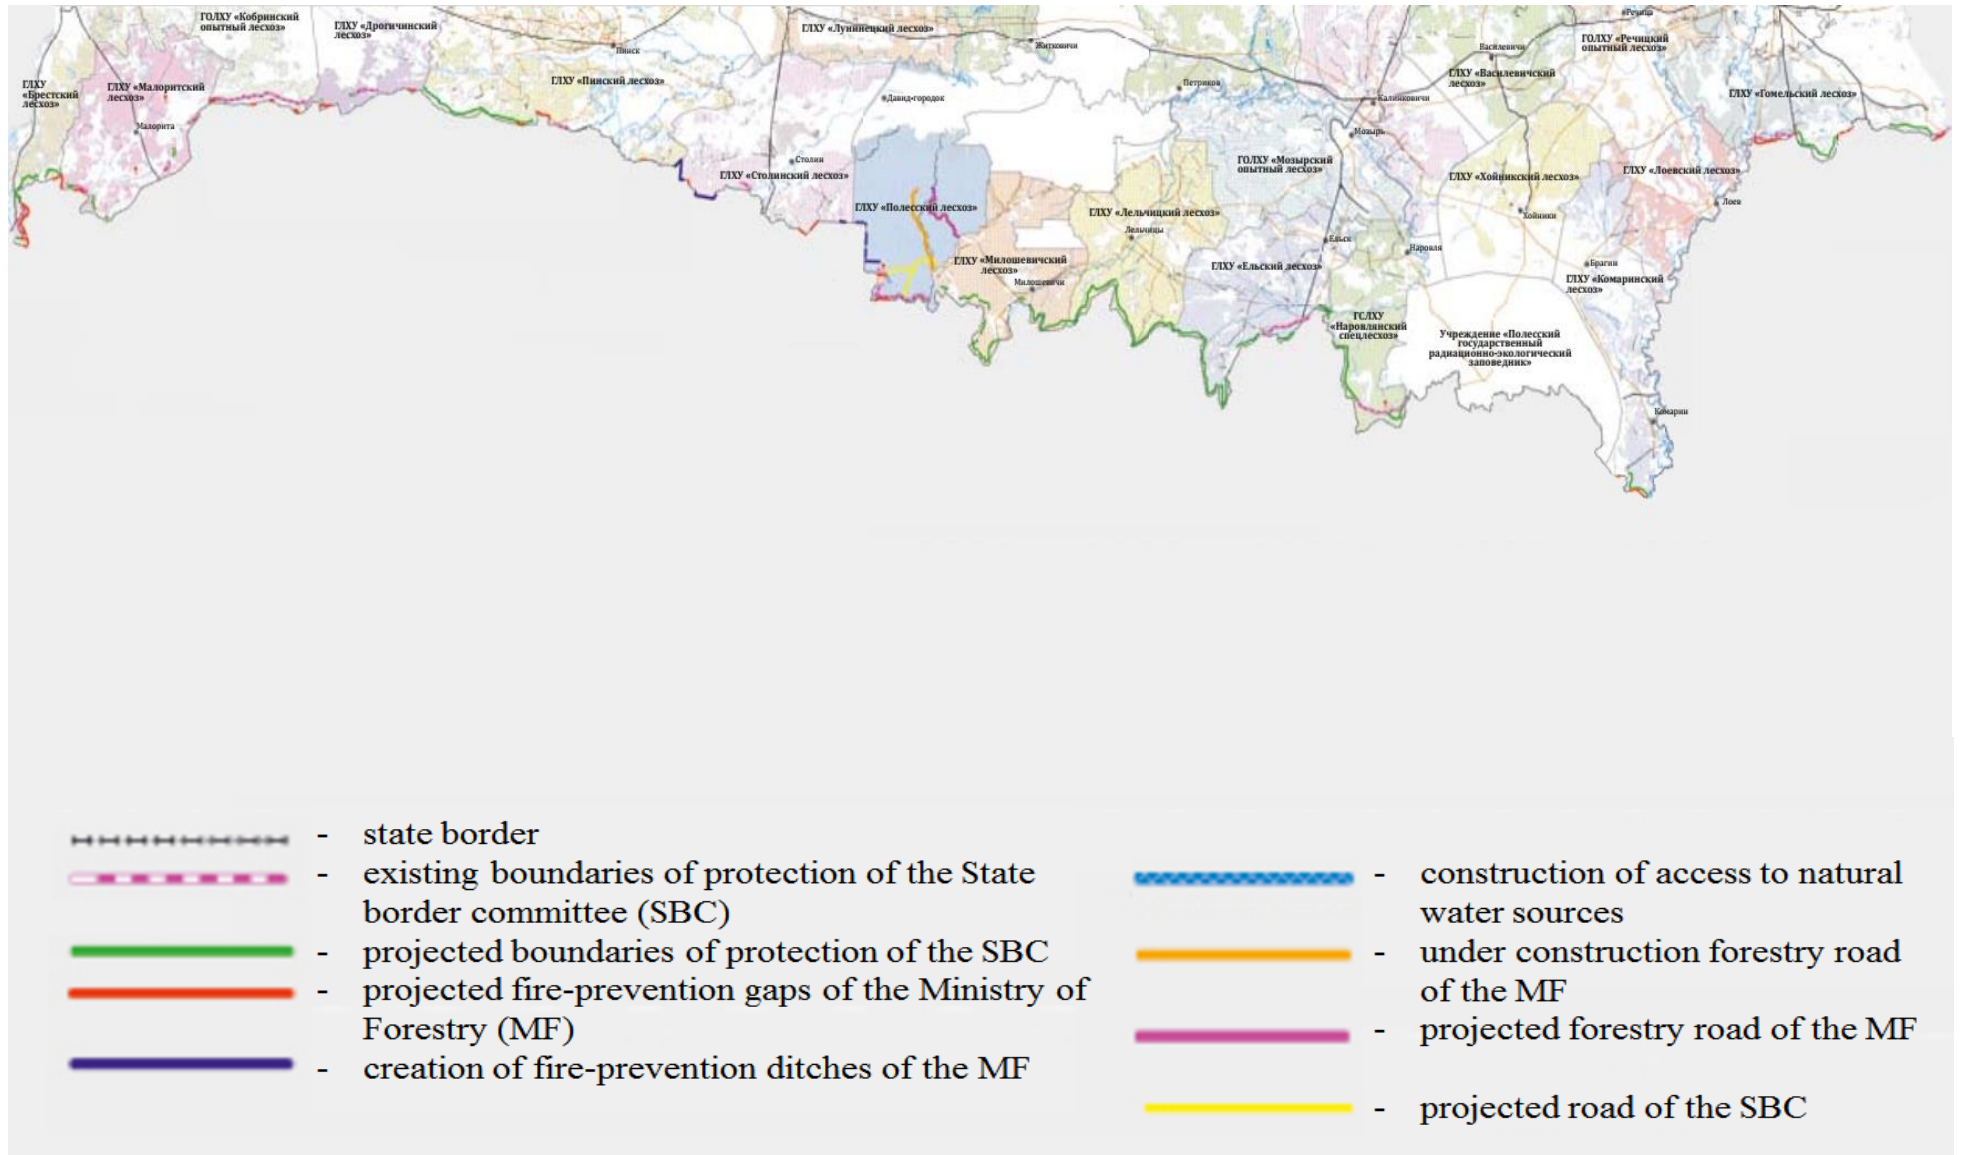 ГОЛХУ «Кобринский
опытный лесхоз»
ГЛХУ «Дрогичинский
лесхоз»
ГЛХУ «Лунинецкий лесхоз»
Житковичи
Речица
ГОЛХУ «Речицкий
опытный лесхоз»
Василевичи
Пинск
ГЛХУ
«Брестский
лесхоз»
ГЛХУ «Малоритский
лесхоз»
ГЛХУ «Пинский лесхоз»
Петриков
ГЛХУ «Василевичский
лесхоз»
ГЛХУ «Гомельский лесхоз»
Давид-городок
Калинковичи
Малорита
Мозырь
Столин
ГЛХУ «Столинский лесхоз»
ГОЛХУ «Мозырский
опытный лесхоз»
ГЛХУ «Хойникский лесхоз»
ГЛХУ «Лоевский лесхоз»
Лоев
ГЛХУ «Полесский лесхоз»
ГЛХУ «Лельчицкий лесхоз»
Лельчицы
Хойники
Ельск
Наровля
ГЛХУ «Милошевичский
лесхоз»
Милошевичи
ГЛХУ «Ельский лесхоз»
Брагин
ГЛХУ «Комаринский
лесхоз»
ГСЛХУ
«Наровлянский
спецлесхоз»
Учреждение «Полесский
государственный
радиационно-экологический
заповедник»
Комарин
- state border
- existing boundaries of protection of the State
border committee (SBC)
- projected boundaries of protection of the SBC
- projected fire-prevention gaps of the Ministry of
Forestry (MF)
- creation of fire-prevention ditches of the MF
- construction of access to natural
water sources
- under construction forestry road
of the MF
- projected forestry road of the MF
- projected road of the SBC